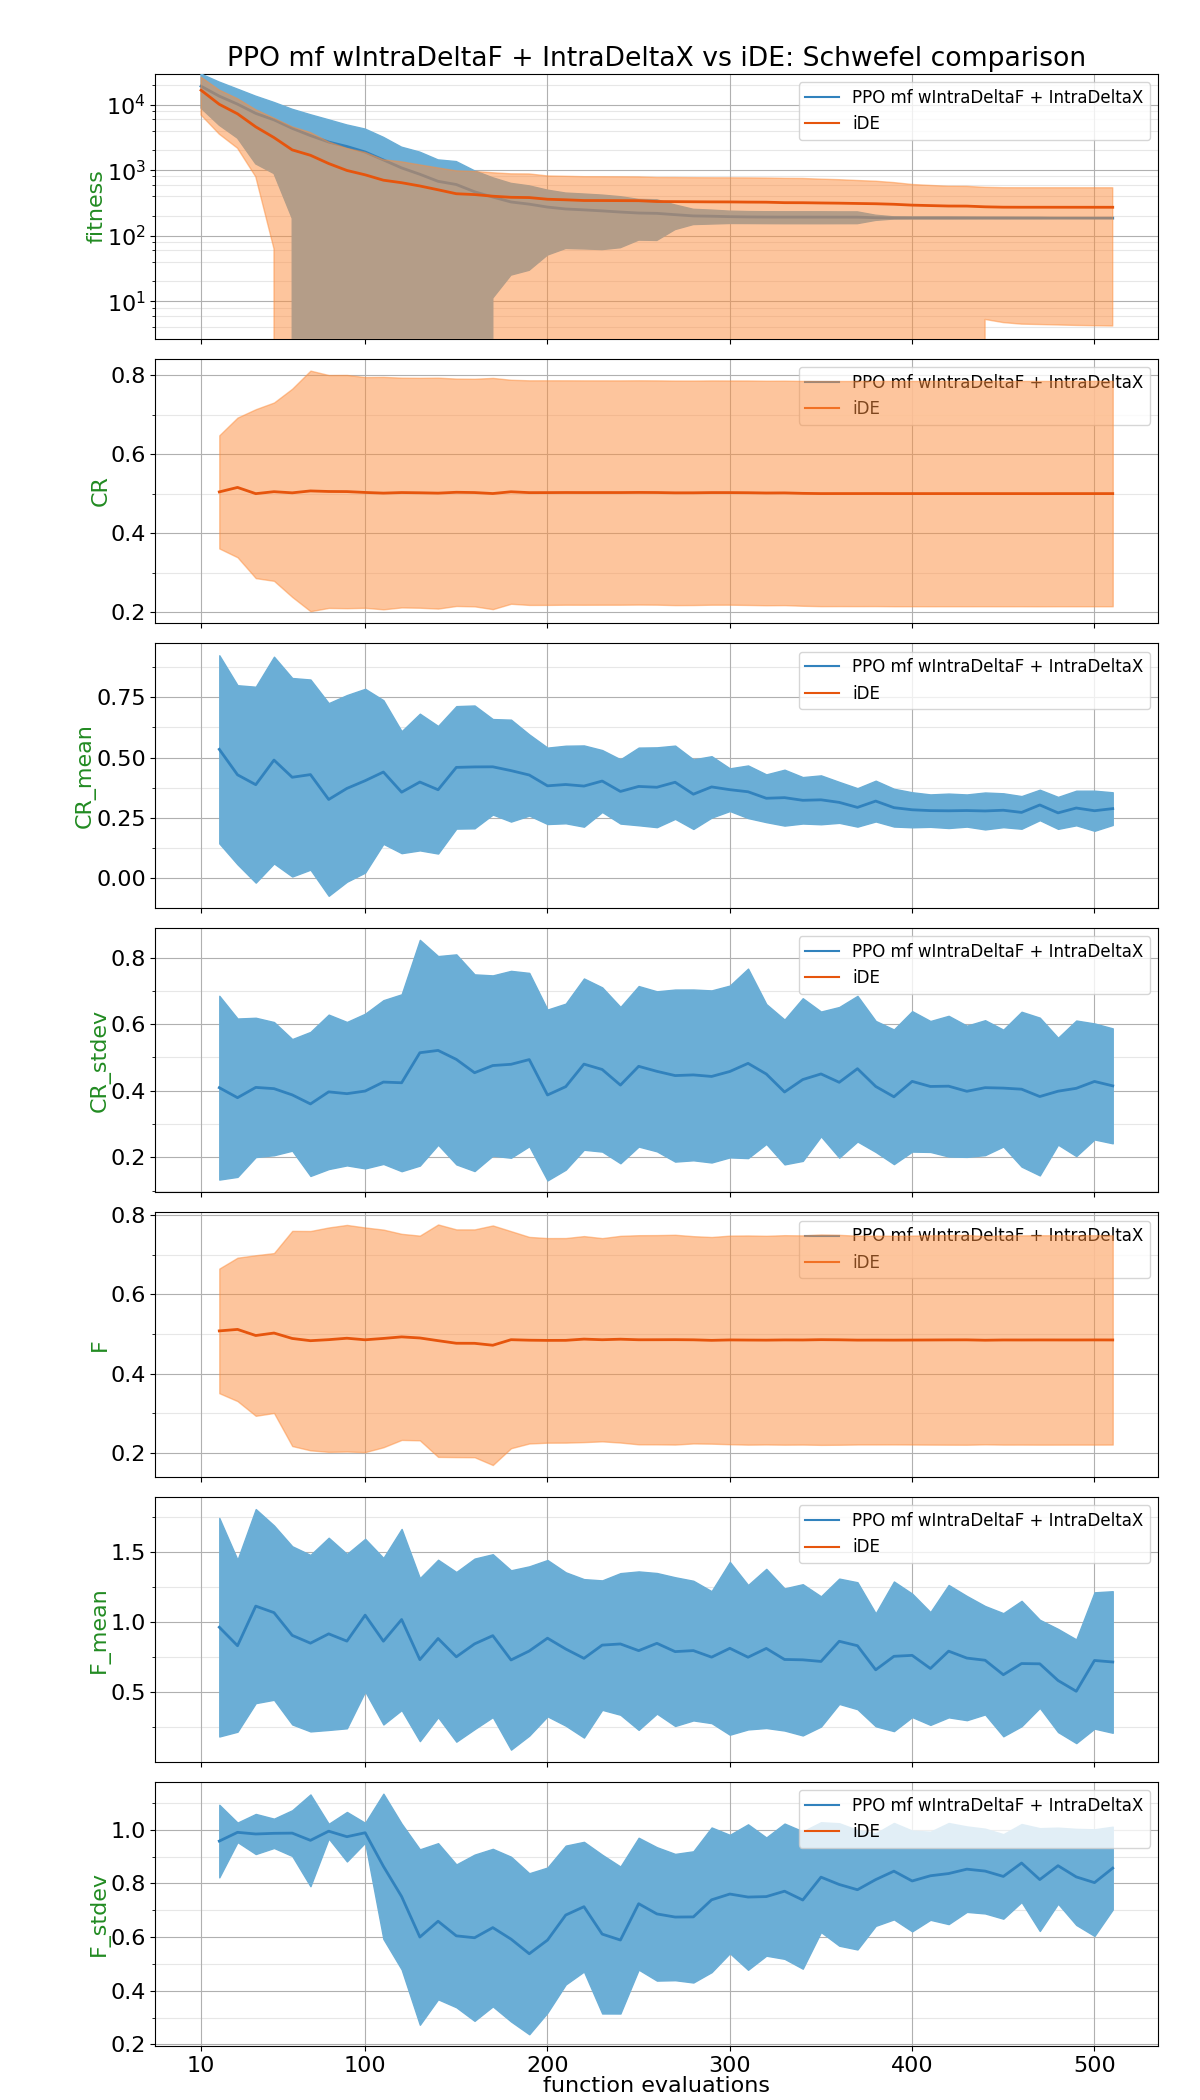 PPO mf wIntraDeltaF + IntraDeltaX vs iDE: Schwefel comparison
fitness
10⁴
10³
10²
10¹
PPO mf wIntraDeltaF + IntraDeltaX
iDE
CR
0.8
0.6
0.4
0.2
PPO mf wIntraDeltaF + IntraDeltaX
iDE
CR_mean
0.75
0.50
0.25
0.00
PPO mf wIntraDeltaF + IntraDeltaX
iDE
CR_stdev
0.8
0.6
0.4
0.2
PPO mf wIntraDeltaF + IntraDeltaX
iDE
F
0.8
0.6
0.4
0.2
PPO mf wIntraDeltaF + IntraDeltaX
iDE
F_mean
1.5
1.0
0.5
PPO mf wIntraDeltaF + IntraDeltaX
iDE
F_stdev
1.0
0.8
0.6
0.4
0.2
PPO mf wIntraDeltaF + IntraDeltaX
iDE
10 100 200 300 400 500
function evaluations